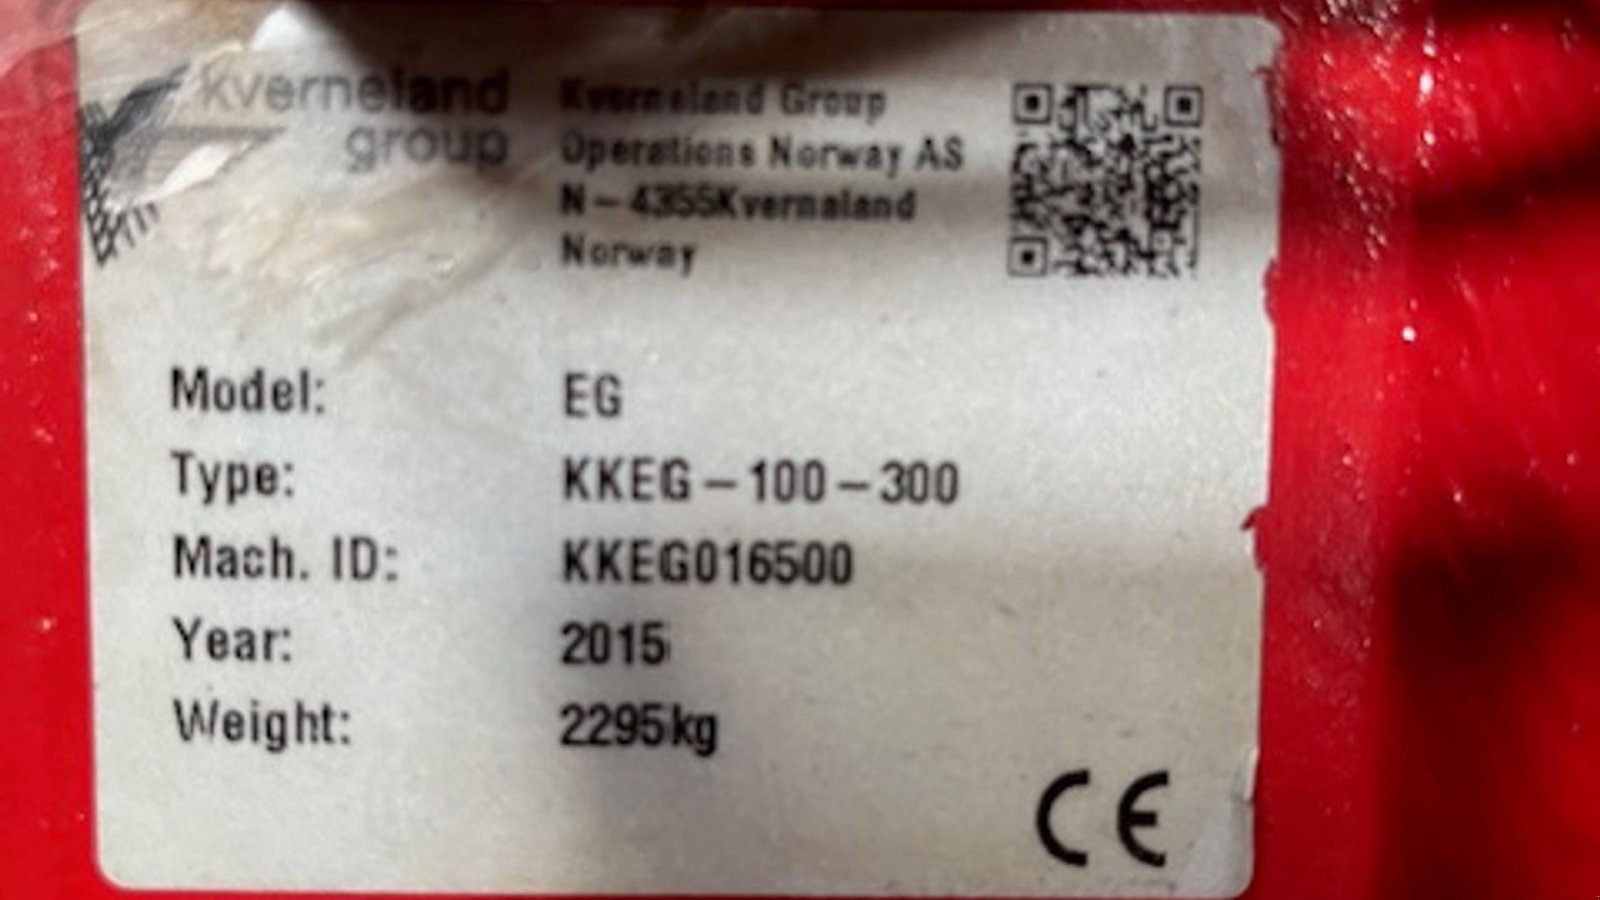 kverneland
group
Kverneland Group
Operations Norway AS
N-4355Kvernaland
Norway
Model: EG
Type: KKEG-100-300
Mach. ID: KKEG016500
Year: 2015
Weight: 2295kg
CE